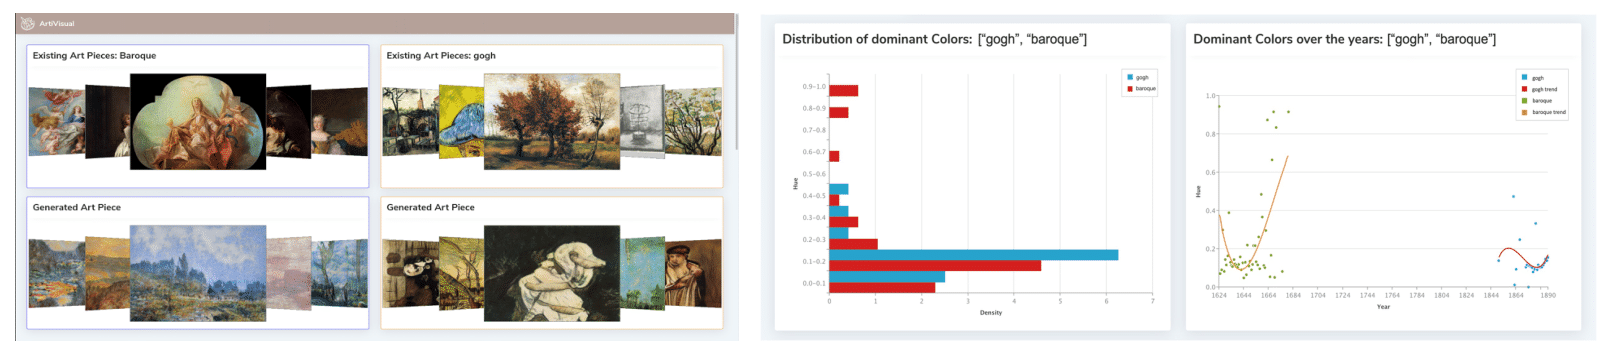 ArtiVisual
Existing Art Pieces: Baroque
Existing Art Pieces: gogh
Generated Art Piece
Generated Art Piece
Distribution of dominant Colors: ["gogh", "baroque"]
gogh
baroque
Hue
0.9-1.0
0.8-0.9
0.7-0.8
0.6-0.7
0.5-0.6
0.4-0.5
0.3-0.4
0.2-0.3
0.1-0.2
0.0-0.1
0 1 2 3 4 5 6 7
Density
Dominant Colors over the years: ["gogh", "baroque"]
gogh
gogh trend
baroque
baroque trend
Hue
1.0
0.8
0.6
0.4
0.2
0.0
1624 1644 1664 1684 1704 1724 1744 1764 1784 1804 1824 1844 1864 1890
Year